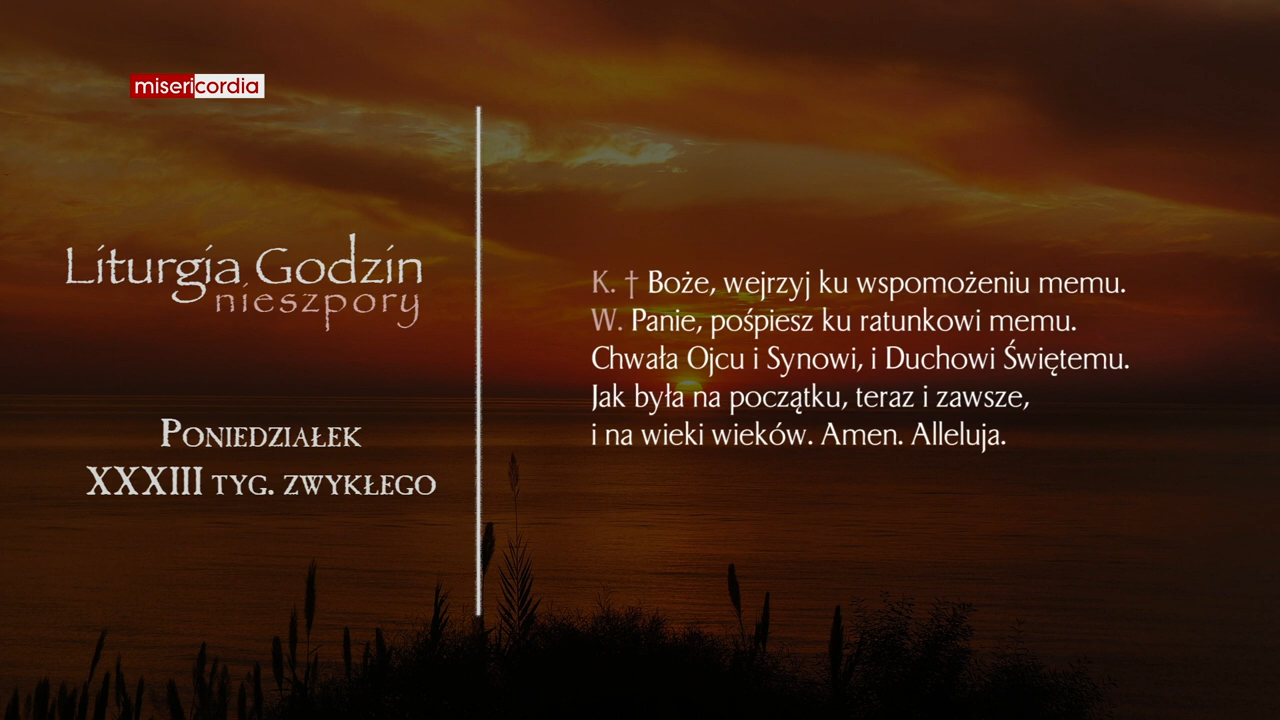 misericordia
Liturgia Godzin
nieszpory
Poniedziałek
XXXIII tyg. zwykłego
K. † Boże, wejrzyj ku wspomożeniu memu.
W. Panie, pośpiesz ku ratunkowi memu.
Chwała Ojcu i Synowi, i Duchowi Świętemu.
Jak była na początku, teraz i zawsze,
i na wieki wieków. Amen. Alleluja.